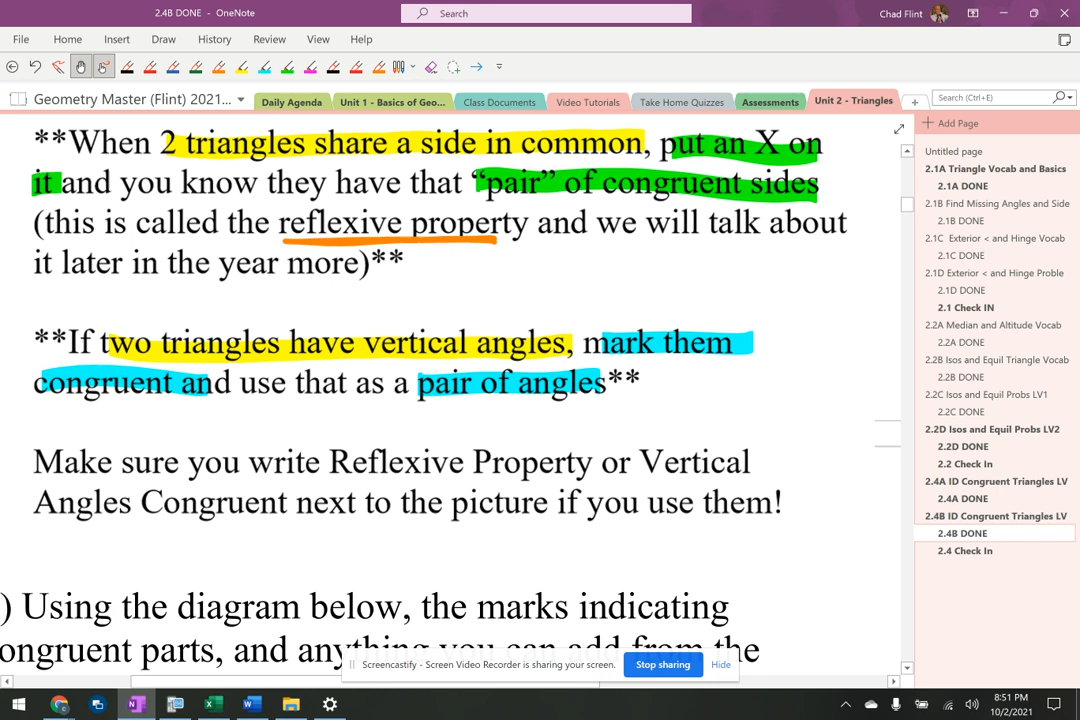 2.4B DONE - OneNote
Search
Chad Flint
File Home Insert Draw History Review View Help
Geometry Master (Flint) 2021...
Daily Agenda
Unit 1 - Basics of Geo...
Class Documents
Video Tutorials
Take Home Quizzes
Assessments
Unit 2 - Triangles
Search (Ctrl+E)
**When 2 triangles share a side in common, put an X on
it and you know they have that “pair” of congruent sides
(this is called the reflexive property and we will talk about
it later in the year more)**
**If two triangles have vertical angles, mark them
congruent and use that as a pair of angles**
Make sure you write Reflexive Property or Vertical
Angles Congruent next to the picture if you use them!
) Using the diagram below, the marks indicating
ongruent parts, and anything you can add from the
Screencastify - Screen Video Recorder is sharing your screen.
Stop sharing
Hide
Add Page
Untitled page
2.1A Triangle Vocab and Basics
2.1A DONE
2.1B Find Missing Angles and Side
2.1B DONE
2.1C Exterior < and Hinge Vocab
2.1C DONE
2.1D Exterior < and Hinge Proble
2.1D DONE
2.1 Check IN
2.2A Median and Altitude Vocab
2.2A DONE
2.2B Isos and Equil Triangle Vocab
2.2B DONE
2.2C Isos and Equil Probs LV1
2.2C DONE
2.2D Isos and Equil Probs LV2
2.2D DONE
2.2 Check In
2.4A ID Congruent Triangles LV
2.4A DONE
2.4B ID Congruent Triangles LV
2.4B DONE
2.4 Check In
8:51 PM
10/2/2021